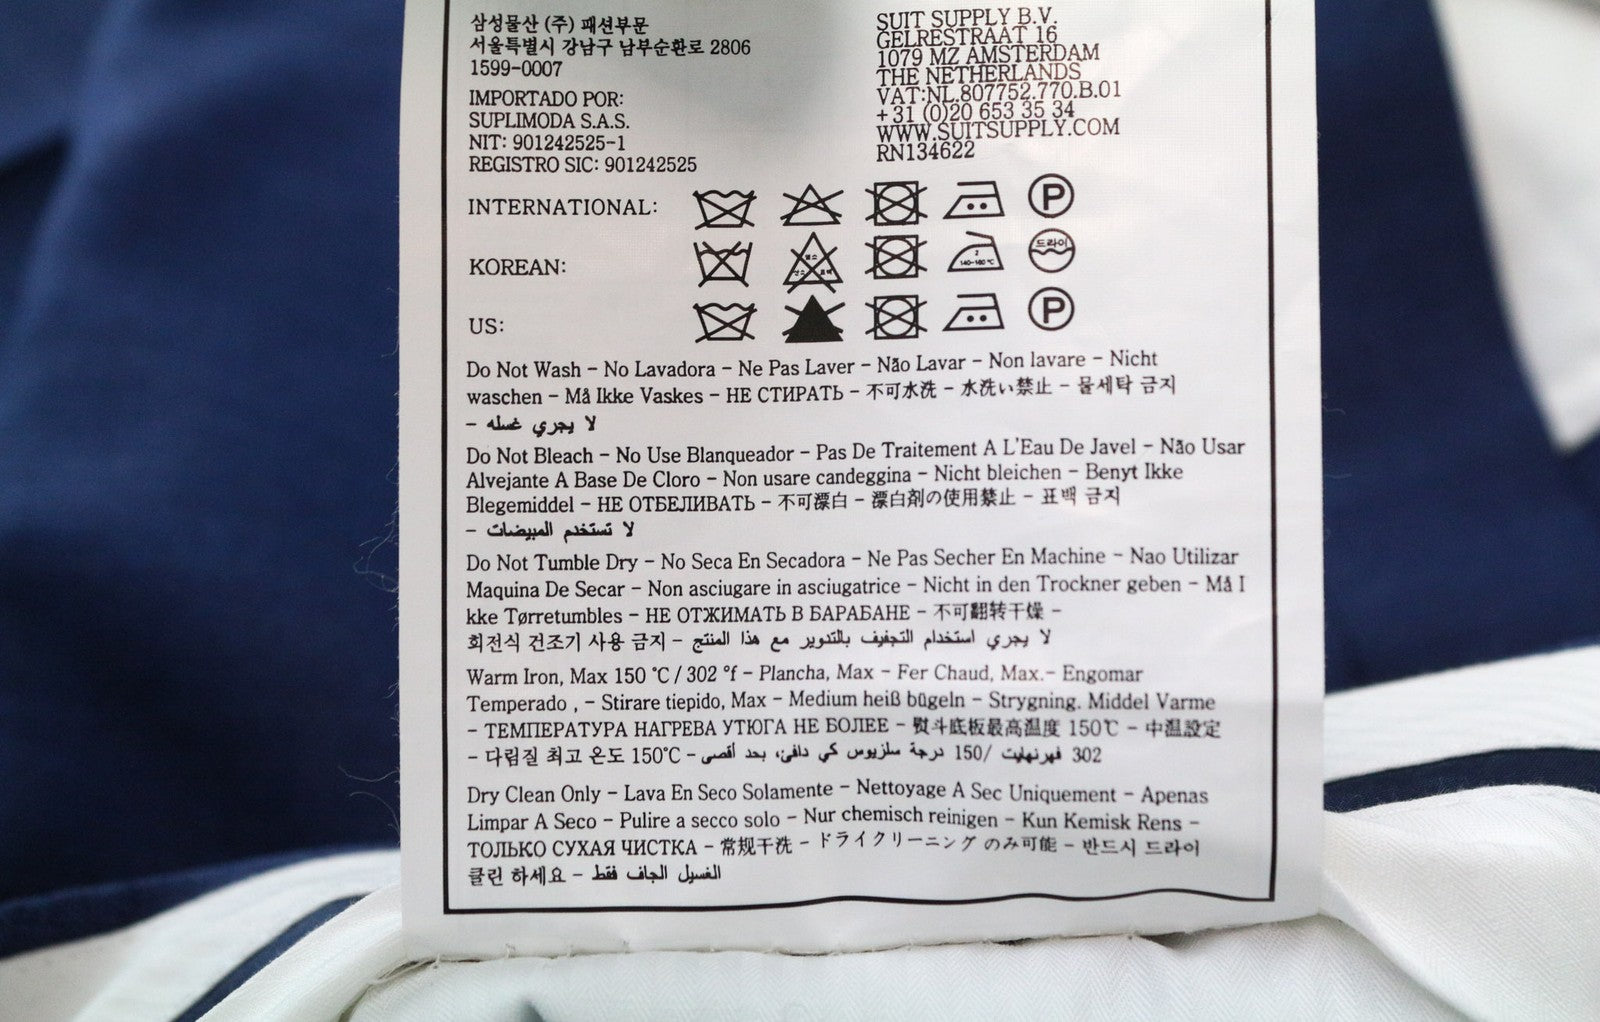 삼성물산 (주) 패션부문
서울특별시 강남구 남부순환로 2806
1599-0007
IMPORTADO POR:
SUPLIMODA S.A.S.
NIT: 901242525-1
REGISTRO SIC: 901242525
SUIT SUPPLY B.V.
GELRESTRAAT 16
1079 MZ AMSTERDAM
THE NETHERLANDS
VAT:NL.807752.770.B.01
+31 (0)20 653 35 34
WWW.SUITSUPPLY.COM
RN134622
INTERNATIONAL:
P
KOREAN:
2
140-160 ℃
드라이
US:
P
Do Not Wash - No Lavadora - Ne Pas Laver - Não Lavar - Non lavare - Nicht
waschen - Må Ikke Vaskes - НЕ СТИРАТЬ - 不可水洗 - 水洗い禁止 - 물세탁 금지
- لا يجري غسله
Do Not Bleach - No Use Blanqueador - Pas De Traitement A L'Eau De Javel - Não Usar
Alvejante A Base De Cloro - Non usare candeggina - Nicht bleichen - Benyt Ikke
Blegemiddel - НЕ ОТБЕЛИВАТЬ - 不可漂白 - 漂白剤の使用禁止 - 표백 금지
- لا تستخدم المبيضات
Do Not Tumble Dry - No Seca En Secadora - Ne Pas Secher En Machine - Nao Utilizar
Maquina De Secar - Non asciugare in asciugatrice - Nicht in den Trockner geben - Må I
kke Tørretumbles - НЕ ОТЖИМАТЬ В БАРАБАНЕ - 不可翻转干燥 -
회전식 건조기 사용 금지 - لا يجري استخدام التجفيف بالتدوير مع هذا المنتج
Warm Iron, Max 150 ℃ / 302 °f - Plancha, Max - Fer Chaud, Max.- Engomar
Temperado , - Stirare tiepido, Max - Medium heiß bügeln - Strygning. Middel Varme
- ТЕМПЕРАТУРА НАГРЕВА УТЮГА НЕ БОЛЕЕ - 熨斗底板最高温度 150℃ - 中温設定
- 다림질 최고 온도 150℃ - كي دافئ، بحد أقصى 150/ درجة سلزيوس 302 فهرنهايت
Dry Clean Only - Lava En Seco Solamente - Nettoyage A Sec Uniquement - Apenas
Limpar A Seco - Pulire a secco solo - Nur chemisch reinigen - Kun Kemisk Rens -
ТОЛЬКО СУХАЯ ЧИСТКА - 常规干洗 - ドライクリーニング のみ可能 - 반드시 드라이
클린 하세요 - الغسيل الجاف فقط